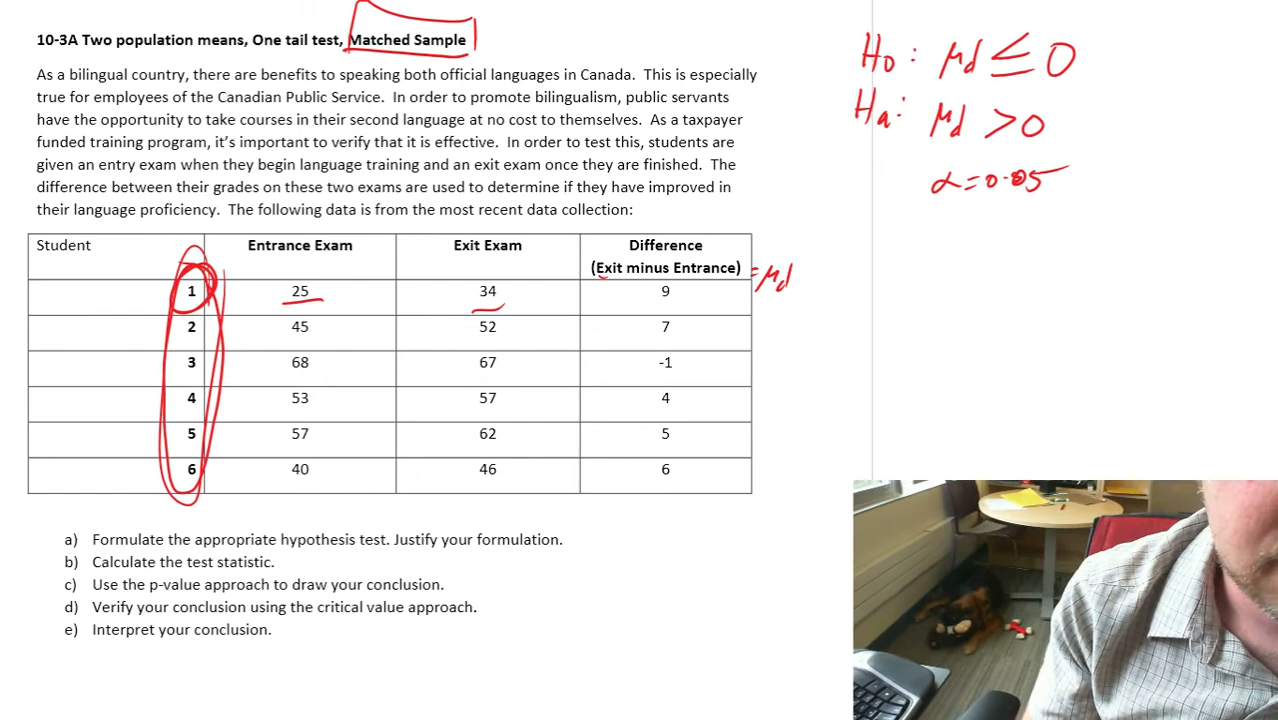 10-3A Two population means, One tail test, Matched Sample
As a bilingual country, there are benefits to speaking both official languages in Canada. This is especially
true for employees of the Canadian Public Service. In order to promote bilingualism, public servants
have the opportunity to take courses in their second language at no cost to themselves. As a taxpayer
funded training program, it's important to verify that it is effective. In order to test this, students are
given an entry exam when they begin language training and an exit exam once they are finished. The
difference between their grades on these two exams are used to determine if they have improved in
their language proficiency. The following data is from the most recent data collection:
Student Entrance Exam Exit Exam Difference
(Exit minus Entrance) = μd
1 25 34 9
2 45 52 7
3 68 67 -1
4 53 57 4
5 57 62 5
6 40 46 6
a) Formulate the appropriate hypothesis test. Justify your formulation.
b) Calculate the test statistic.
c) Use the p-value approach to draw your conclusion.
d) Verify your conclusion using the critical value approach.
e) Interpret your conclusion.
Ho: μd ≤ 0
Ha: μd > 0
α=0.05